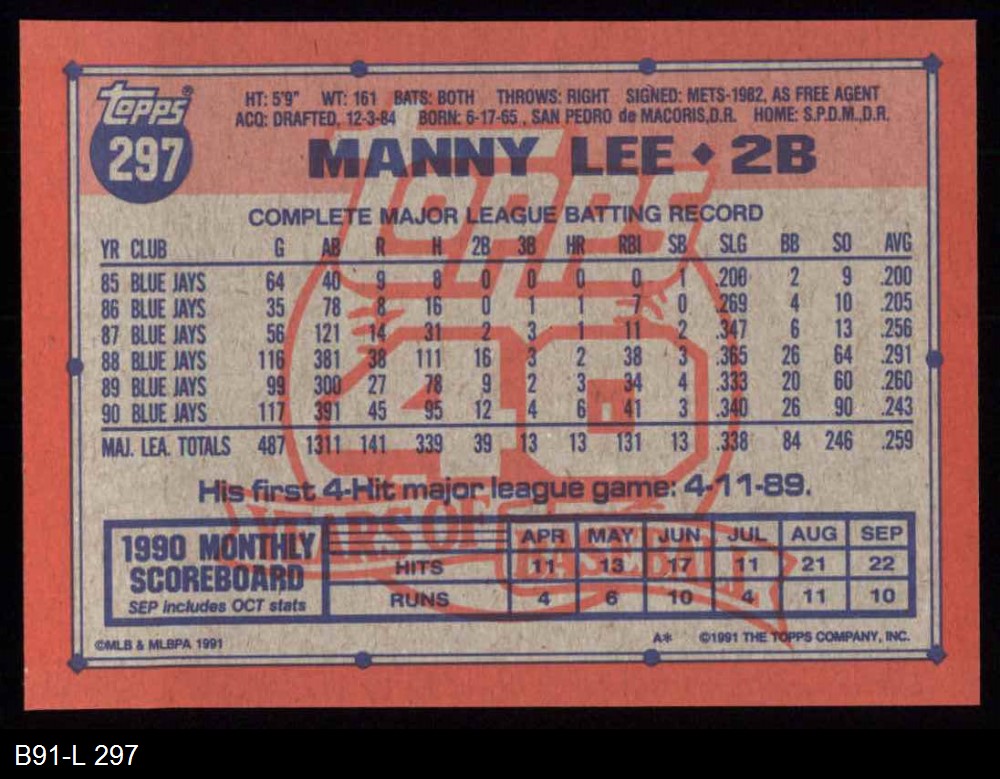 Topps®
297
HT: 5'9" WT: 161 BATS: BOTH THROWS: RIGHT SIGNED: METS-1982, AS FREE AGENT
ACQ: DRAFTED, 12-3-84 BORN: 6-17-65, SAN PEDRO de MACORIS,D.R. HOME: S.P.D.M.,D.R.
MANNY LEE ◆ 2B
COMPLETE MAJOR LEAGUE BATTING RECORD
YR CLUB G AB R H 2B 3B HR RBI SB SLG BB SO AVG
85 BLUE JAYS 64 40 9 8 0 0 0 0 1 .200 2 9 .200
86 BLUE JAYS 35 78 8 16 0 1 1 7 0 .269 4 10 .205
87 BLUE JAYS 56 121 14 31 2 3 1 11 2 .347 6 13 .256
88 BLUE JAYS 116 381 38 111 16 3 2 38 3 .365 26 64 .291
89 BLUE JAYS 99 300 27 78 9 2 3 34 4 .333 20 60 .260
90 BLUE JAYS 117 391 45 95 12 4 6 41 3 .340 26 90 .243
MAJ. LEA. TOTALS 487 1311 141 339 39 13 13 131 13 .338 84 246 .259
His first 4-Hit major league game: 4-11-89.
Topps
40
YEARS OF
BASEBALL
1990 MONTHLY
SCOREBOARD
SEP includes OCT stats
APR MAY JUN JUL AUG SEP
HITS 11 13 17 11 21 22
RUNS 4 6 10 4 11 10
©MLB & MLBPA 1991
A* ©1991 THE TOPPS COMPANY, INC.
B91-L 297